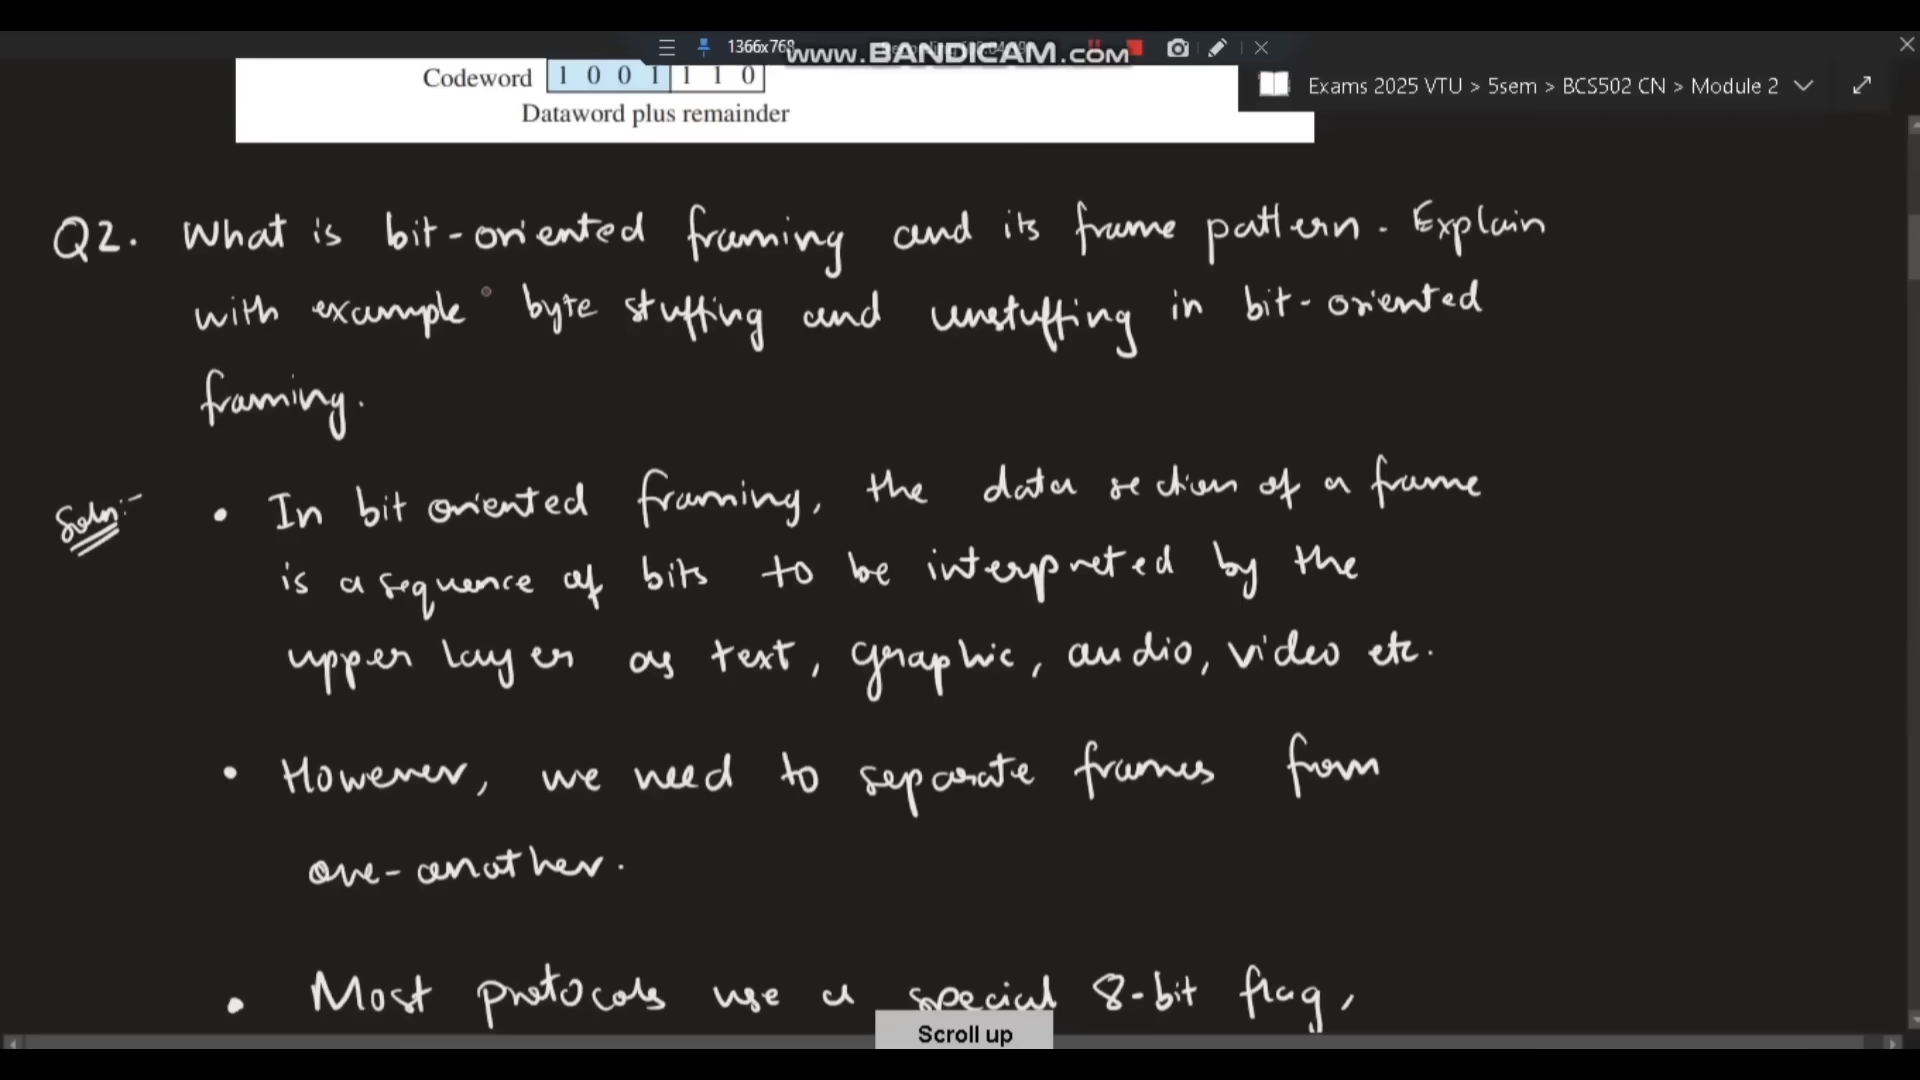 1366x768
www.BANDICAM.com
Codeword 1 0 0 1 1 1 0
Dataword plus remainder
Exams 2025 VTU > 5sem > BCS502 CN > Module 2
Q2. What is bit-oriented framing and its frame pattern. Explain
with example byte stuffing and unstuffing in bit-oriented
framing.
Soln:-
• In bit oriented framing, the data section of a frame
is a sequence of bits to be interpreted by the
upper layer as text, graphic, audio, video etc.
• However, we need to separate frames from
one-another.
• Most protocols use a special 8-bit flag,
Scroll up